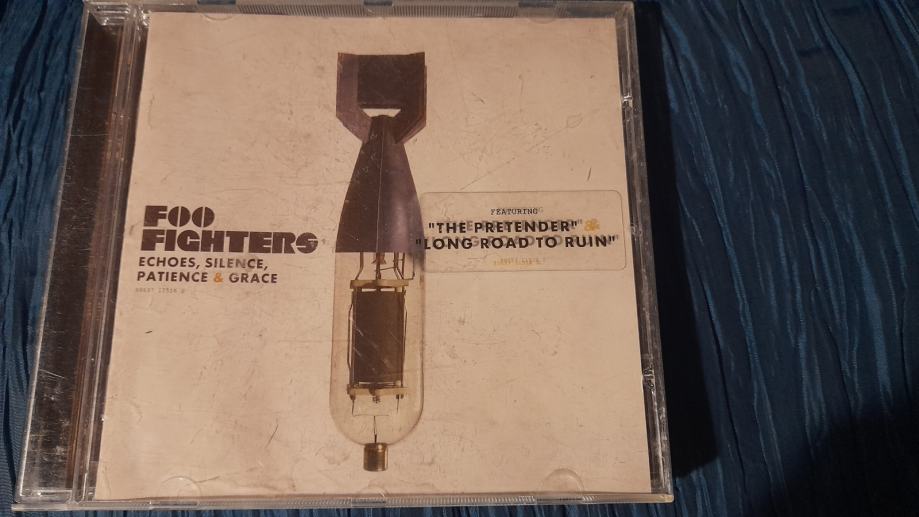 FOO
FIGHTERS
ECHOES, SILENCE,
PATIENCE & GRACE
FEATURING
"THE PRETENDER" &
"LONG ROAD TO RUIN"